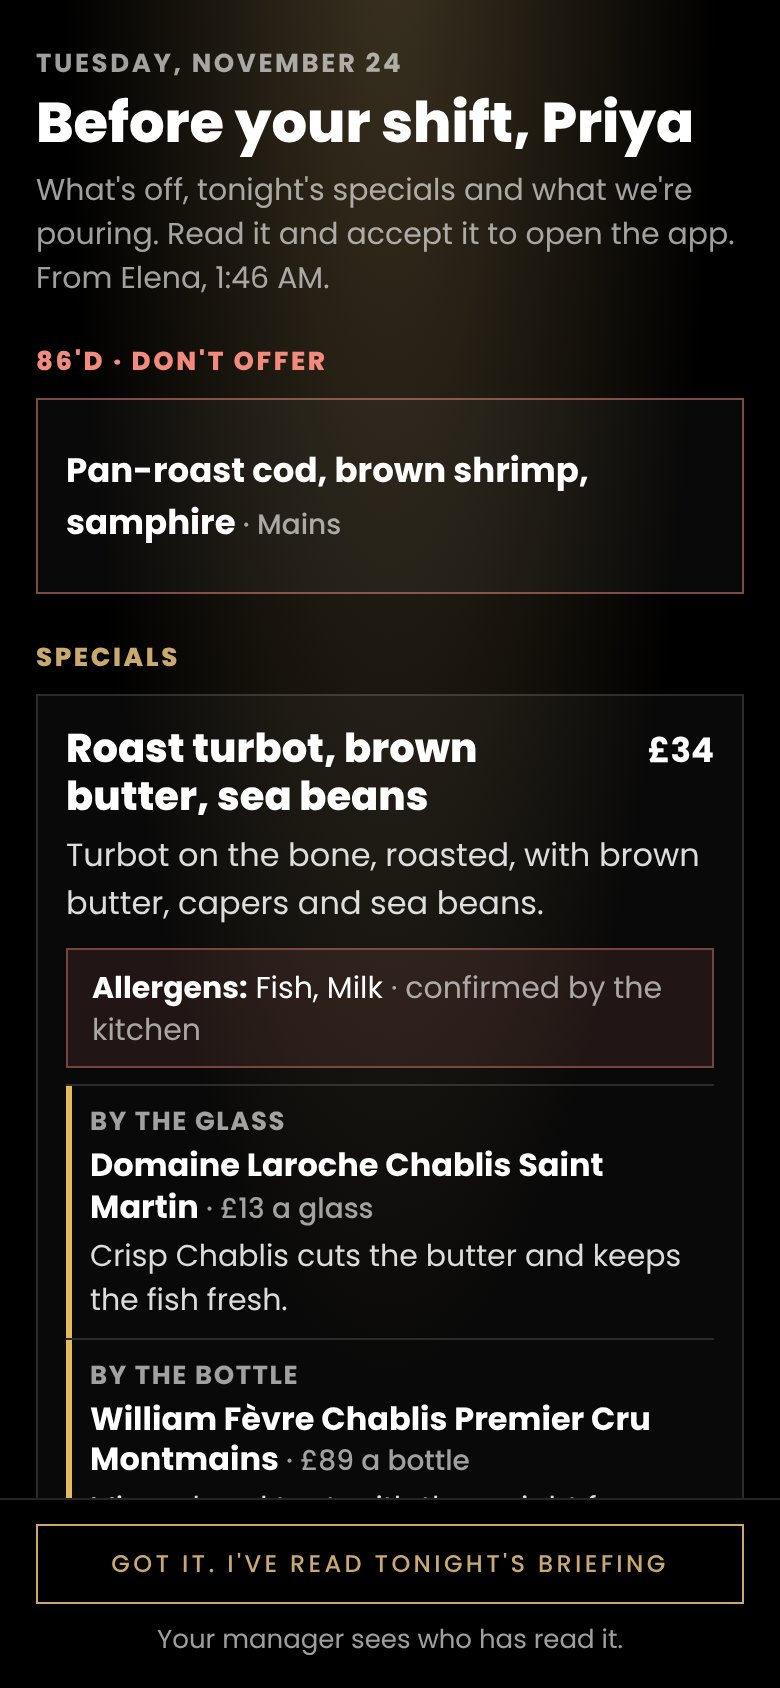 TUESDAY, NOVEMBER 24
Before your shift, Priya
What's off, tonight's specials and what we're
pouring. Read it and accept it to open the app.
From Elena, 1:46 AM.
86'D · DON'T OFFER
Pan-roast cod, brown shrimp,
samphire · Mains
SPECIALS
Roast turbot, brown £34
butter, sea beans
Turbot on the bone, roasted, with brown
butter, capers and sea beans.
Allergens: Fish, Milk · confirmed by the
kitchen
BY THE GLASS
Domaine Laroche Chablis Saint
Martin · £13 a glass
Crisp Chablis cuts the butter and keeps
the fish fresh.
BY THE BOTTLE
William Fèvre Chablis Premier Cru
Montmains · £89 a bottle
GOT IT. I'VE READ TONIGHT'S BRIEFING
Your manager sees who has read it.